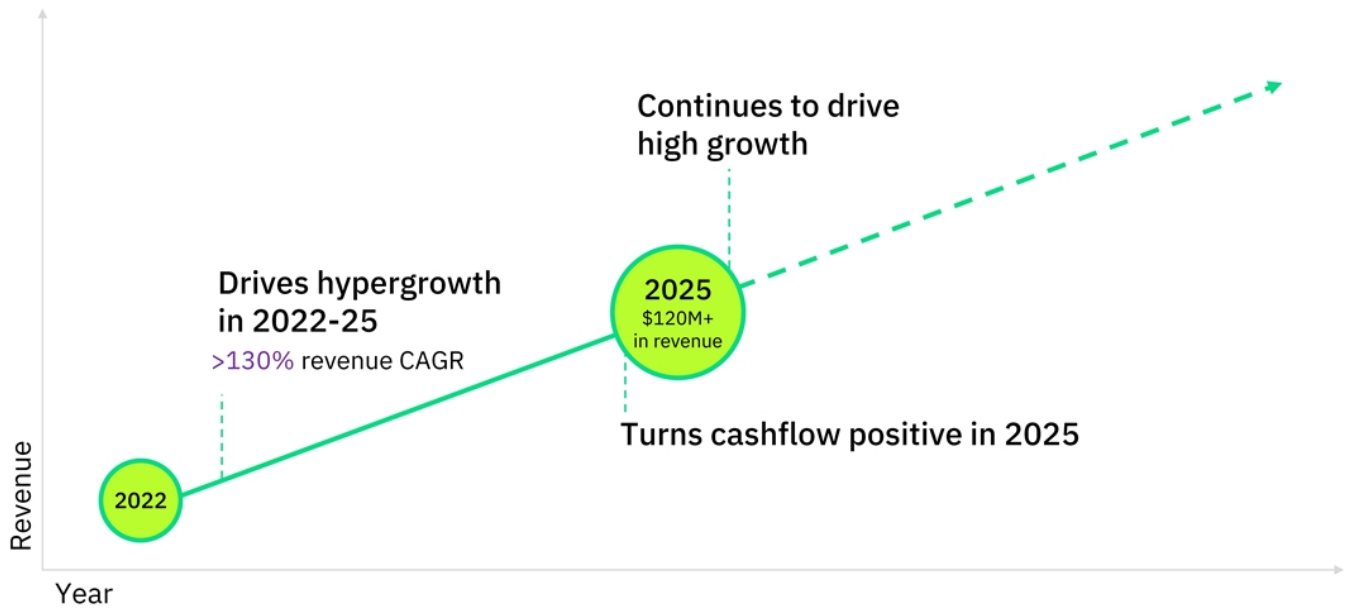 Continues to drive
high growth
Drives hypergrowth
in 2022-25
>130% revenue CAGR
2025
$120M+
in revenue
Turns cashflow positive in 2025
2022
Revenue
Year